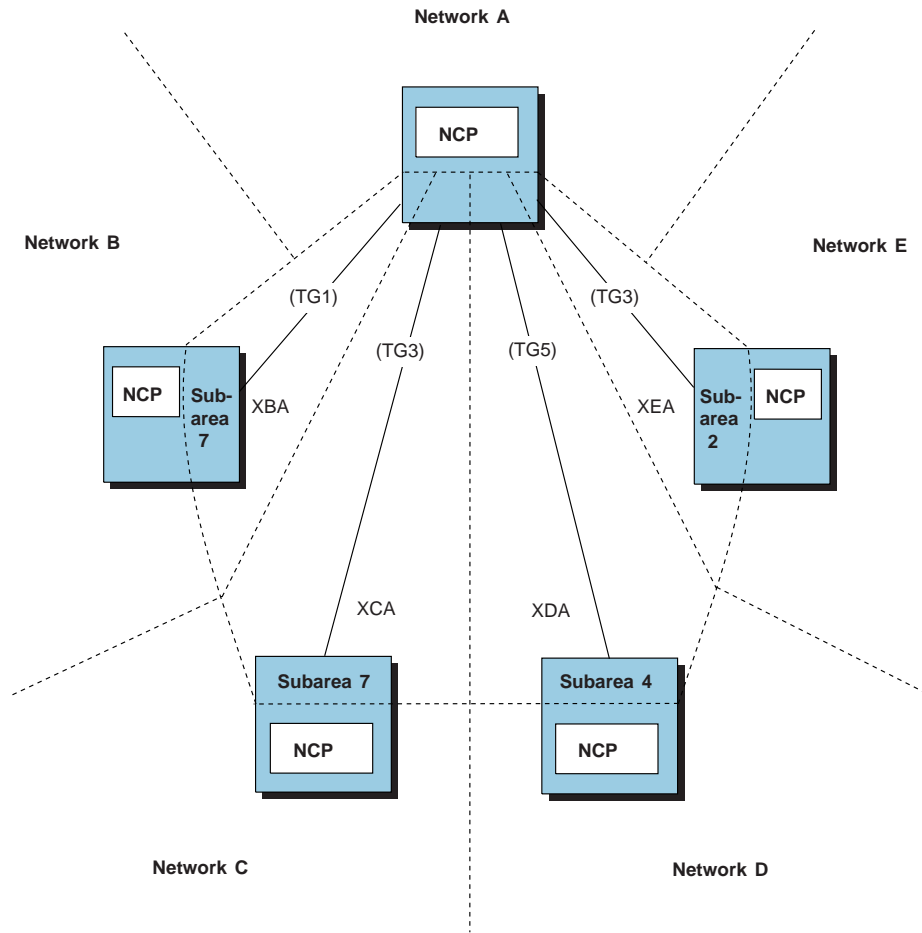 Network A
NCP
Network B
Network E
(TG1)
(TG3)
(TG3)
(TG5)
NCP
Sub-
area
7
XBA
XEA
Sub-
area
2
NCP
XCA
XDA
Subarea 7
Subarea 4
NCP
NCP
Network C
Network D